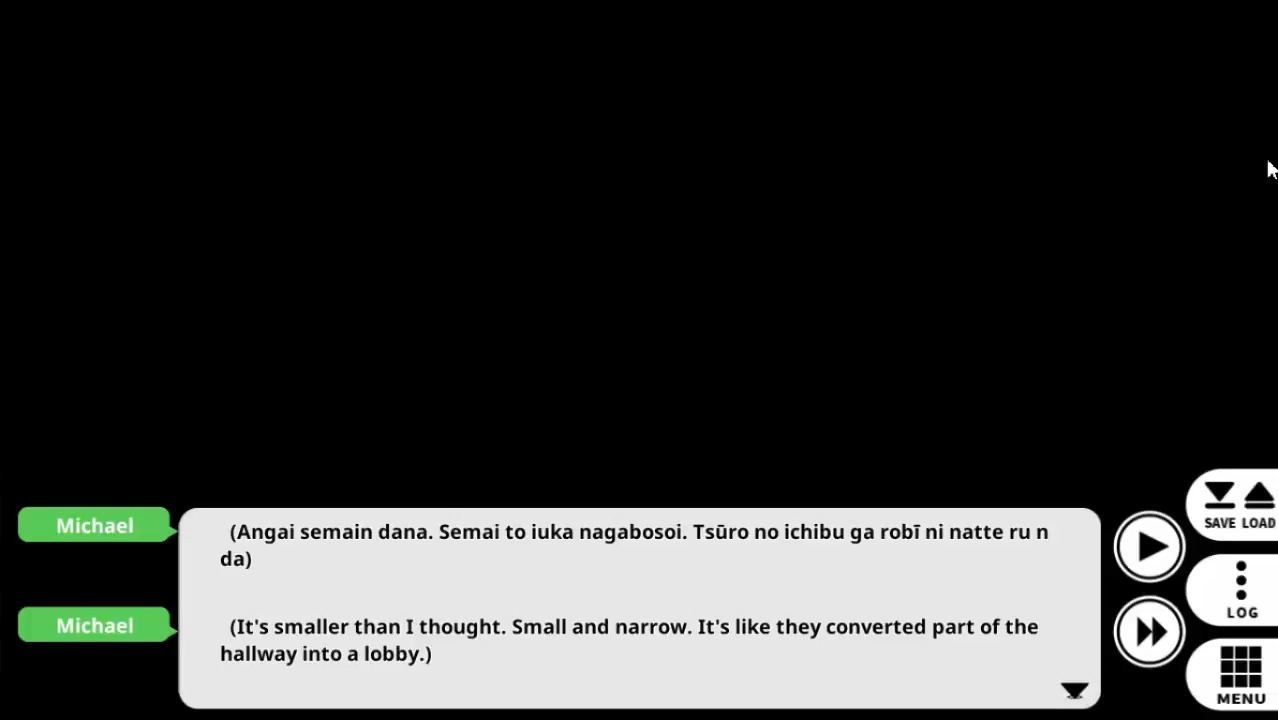 Michael
(Angai semain dana. Semai to iuka nagabosoi. Tsūro no ichibu ga robī ni natte ru n
da)
Michael
(It's smaller than I thought. Small and narrow. It's like they converted part of the
hallway into a lobby.)
SAVE LOAD
LOG
MENU